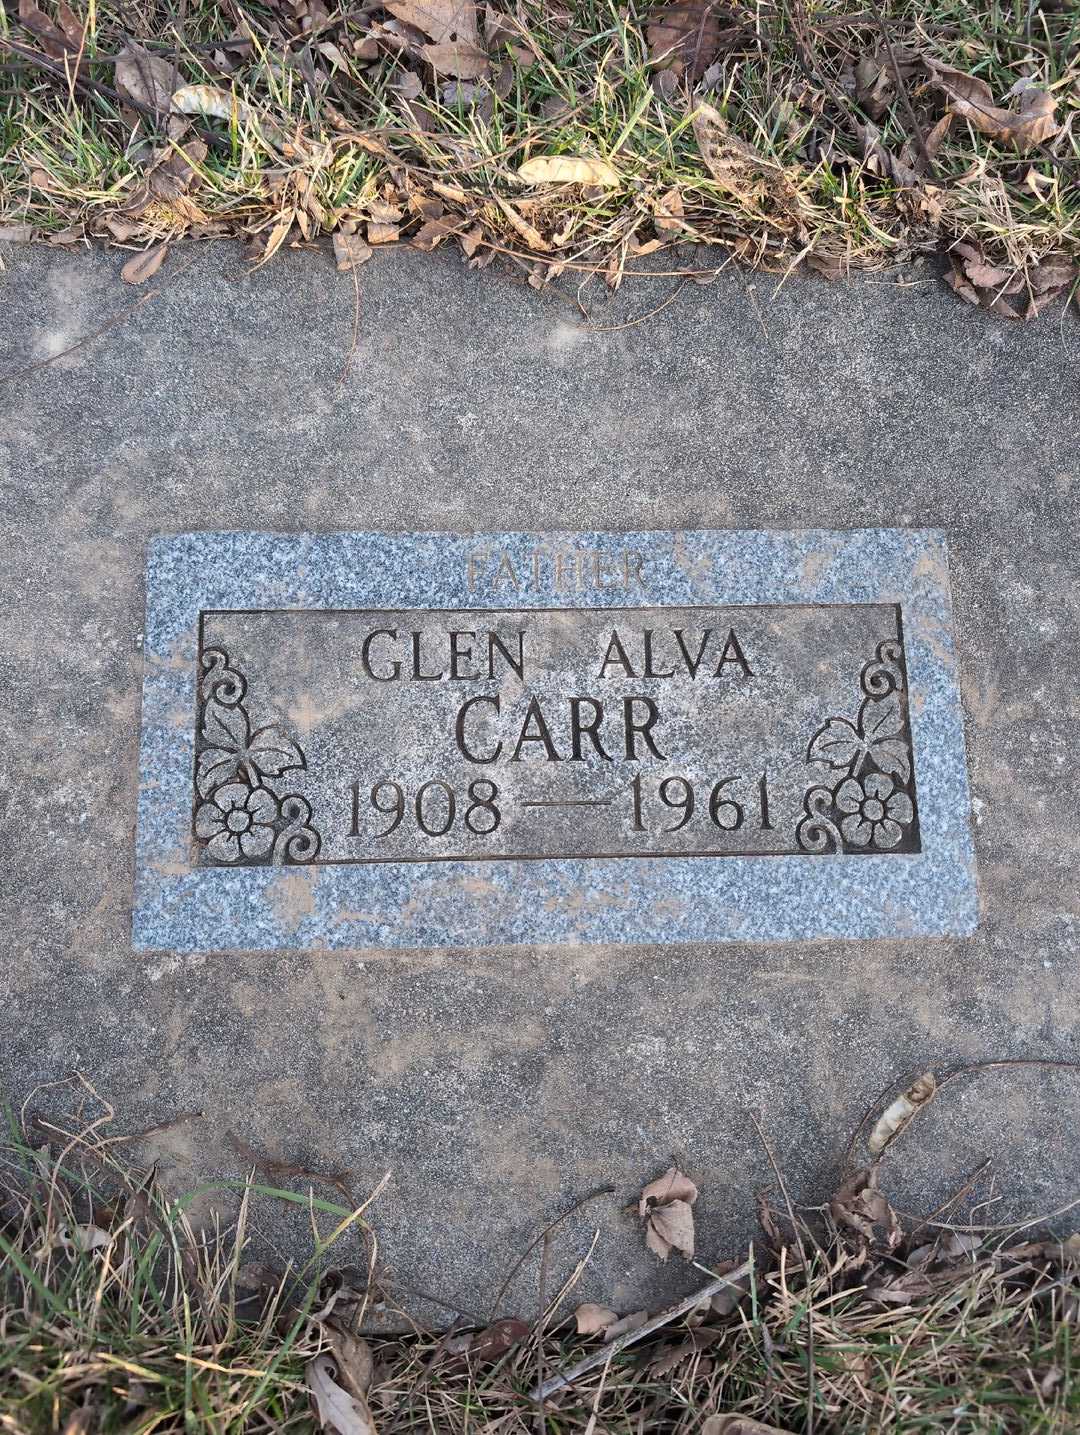 FATHER
GLEN ALVA
CARR
1908 — 1961